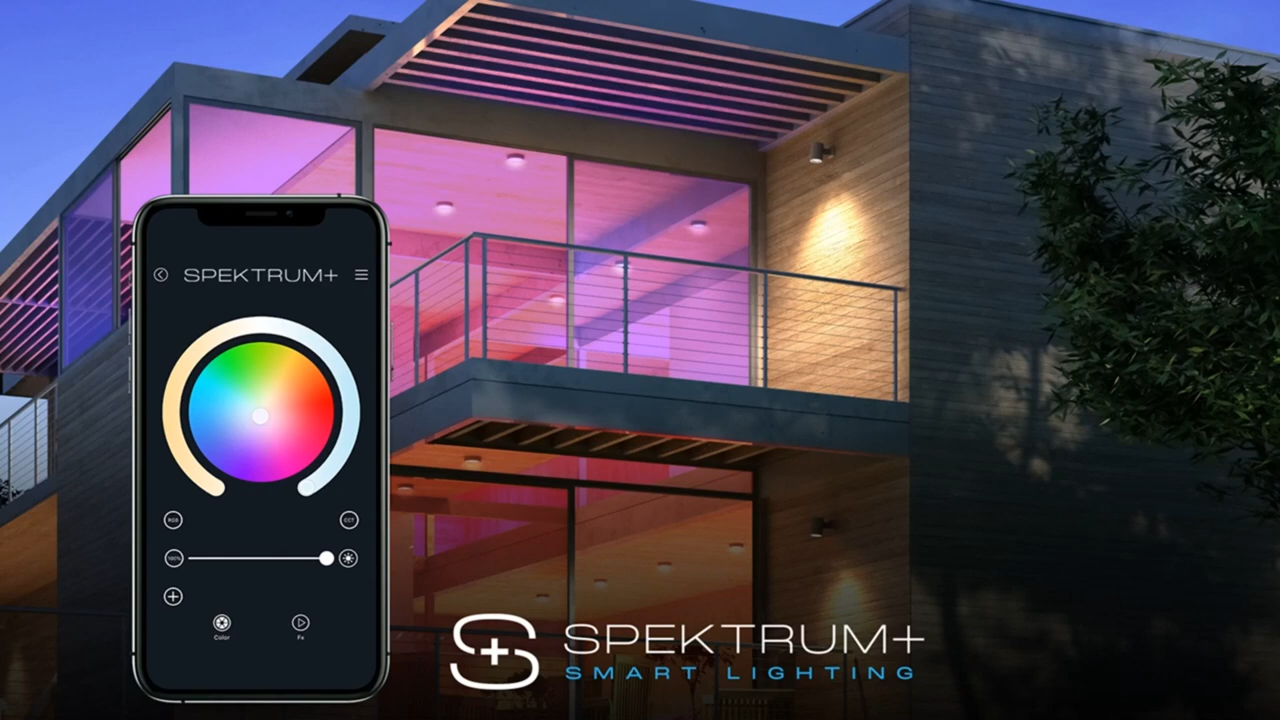 SPEKTRUM+
RGB
CCT
100%
Color
Fx
SPEKTRUM+
SMART LIGHTING